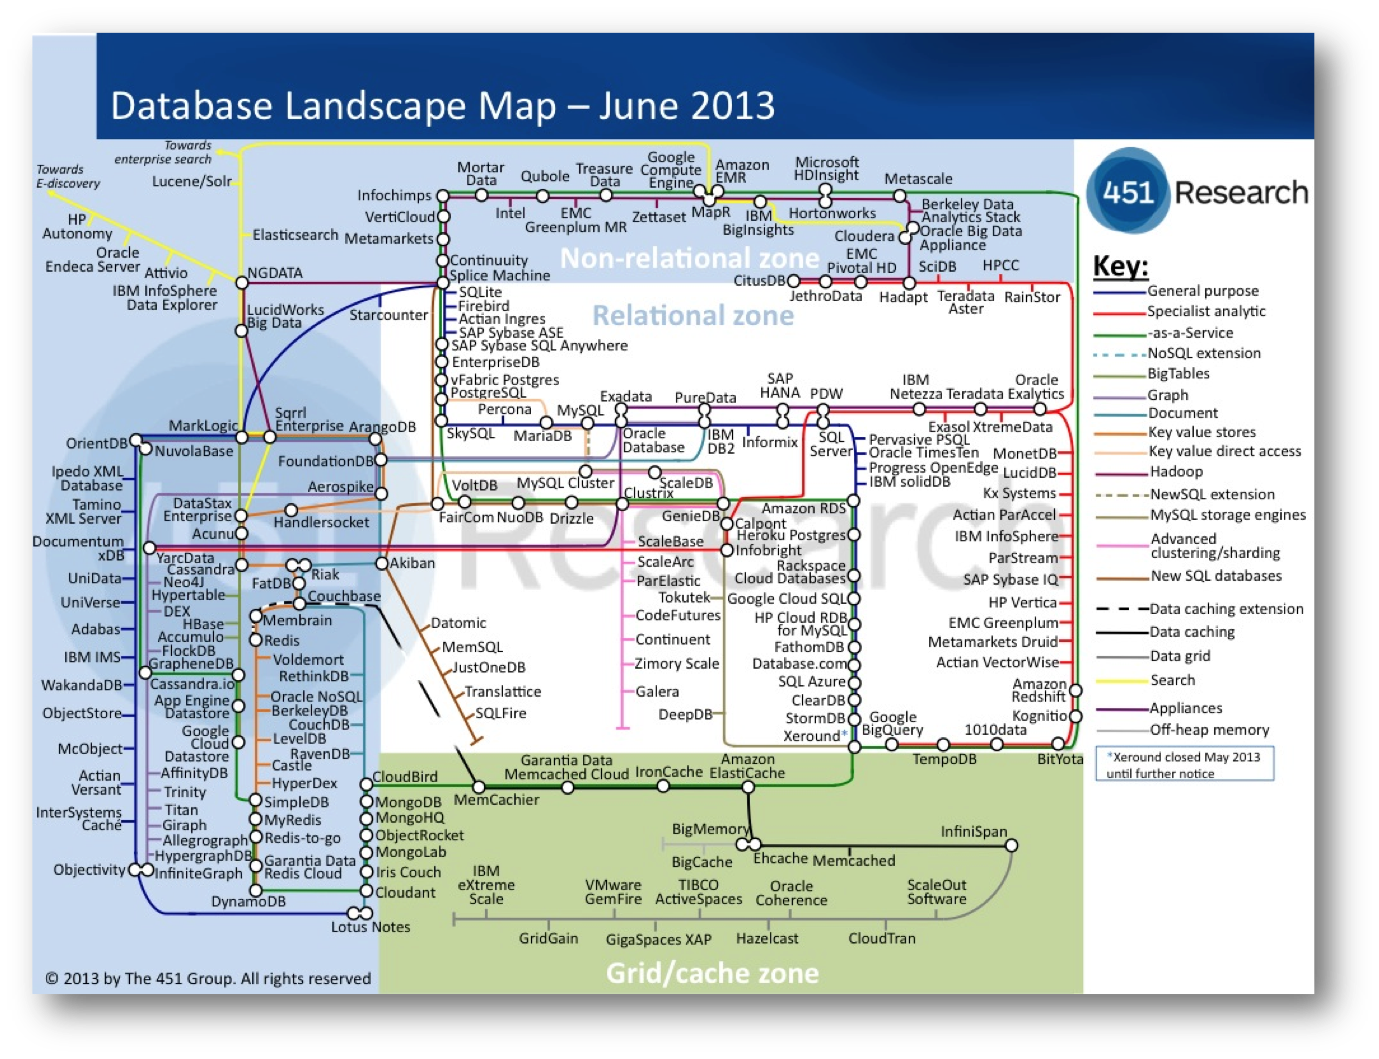 Database Landscape Map – June 2013
Towards
enterprise search
Towards
E-discovery
Lucene/Solr
HP
Autonomy
Oracle
Endeca Server
Attivio
IBM InfoSphere
Data Explorer
Elasticsearch
NGDATA
LucidWorks
Big Data
Starcounter
MarkLogic
Sqrrl
Enterprise
ArangoDB
OrientDB
NuvolaBase
FoundationDB
Ipedo XML
Database
Aerospike
Tamino
XML Server
DataStax
Enterprise
Handlersocket
Acunu
Documentum
xDB
YarcData
Cassandra
Riak
Akiban
FatDB
Couchbase
UniData
Neo4J
Hypertable
UniVerse
DEX
HBase
Membrain
Adabas
Accumulo
Redis
FlockDB
IBM IMS
GrapheneDB
Voldemort
RethinkDB
WakandaDB
Cassandra.io
Oracle NoSQL
App Engine
Datastore
BerkeleyDB
ObjectStore
CouchDB
Google
Cloud
Datastore
LevelDB
McObject
RavenDB
Castle
AffinityDB
HyperDex
Actian
Versant
Trinity
SimpleDB
Titan
MyRedis
InterSystems
Caché
Giraph
Redis-to-go
Allegrograph
HypergraphDB
Garantia Data
Redis Cloud
Objectivity
InfiniteGraph
DynamoDB
CloudBird
MongoDB
MongoHQ
ObjectRocket
MongoLab
Iris Couch
Cloudant
Lotus Notes
© 2013 by The 451 Group. All rights reserved
Infochimps
Mortar
Data
Qubole
Treasure
Data
Google
Compute
Engine
Amazon
EMR
Microsoft
HDInsight
Metascale
VertiCloud
Intel
EMC
Greenplum MR
Zettaset
MapR
IBM
BigInsights
Hortonworks
Berkeley Data
Analytics Stack
Oracle Big Data
Appliance
Cloudera
Metamarkets
Continuuity
Splice Machine
Non-relational zone
EMC
Pivotal HD
SciDB
HPCC
CitusDB
JethroData
Hadapt
Teradata
Aster
RainStor
Relational zone
SQLite
Firebird
Actian Ingres
SAP Sybase ASE
SAP Sybase SQL Anywhere
EnterpriseDB
vFabric Postgres
PostgreSQL
Percona
MySQL
Exadata
PureData
SAP
HANA
PDW
IBM
Netezza
Teradata
Oracle
Exalytics
SkySQL
MariaDB
Oracle
Database
IBM
DB2
Informix
SQL
Server
Exasol
XtremeData
Pervasive PSQL
Oracle TimesTen
Progress OpenEdge
IBM solidDB
MonetDB
LucidDB
Kx Systems
Actian ParAccel
IBM InfoSphere
ParStream
SAP Sybase IQ
HP Vertica
EMC Greenplum
Metamarkets Druid
Actian VectorWise
Amazon
Redshift
Kognitio
VoltDB
MySQL Cluster
ScaleDB
Clustrix
FairCom
NuoDB
Drizzle
GenieDB
Amazon RDS
Calpont
Heroku Postgres
Infobright
ScaleBase
ScaleArc
Rackspace
Cloud Databases
ParElastic
Tokutek
Google Cloud SQL
CodeFutures
HP Cloud RDB
for MySQL
Continuent
FathomDB
Zimory Scale
Database.com
SQL Azure
Galera
ClearDB
DeepDB
StormDB
Xeround*
Datomic
MemSQL
JustOneDB
Translattice
SQLFire
Google
BigQuery
TempoDB
1010data
BitYota
Garantia Data
Memcached Cloud
IronCache
Amazon
ElastiCache
MemCachier
BigMemory
BigCache
Ehcache
Memcached
InfiniSpan
IBM
eXtreme
Scale
VMware
GemFire
TIBCO
ActiveSpaces
Oracle
Coherence
ScaleOut
Software
GridGain
GigaSpaces XAP
Hazelcast
CloudTran
Grid/cache zone
451 Research
451 Research
Key:
General purpose
Specialist analytic
-as-a-Service
NoSQL extension
BigTables
Graph
Document
Key value stores
Key value direct access
Hadoop
NewSQL extension
MySQL storage engines
Advanced
clustering/sharding
New SQL databases
Data caching extension
Data caching
Data grid
Search
Appliances
Off-heap memory
*Xeround closed May 2013
until further notice